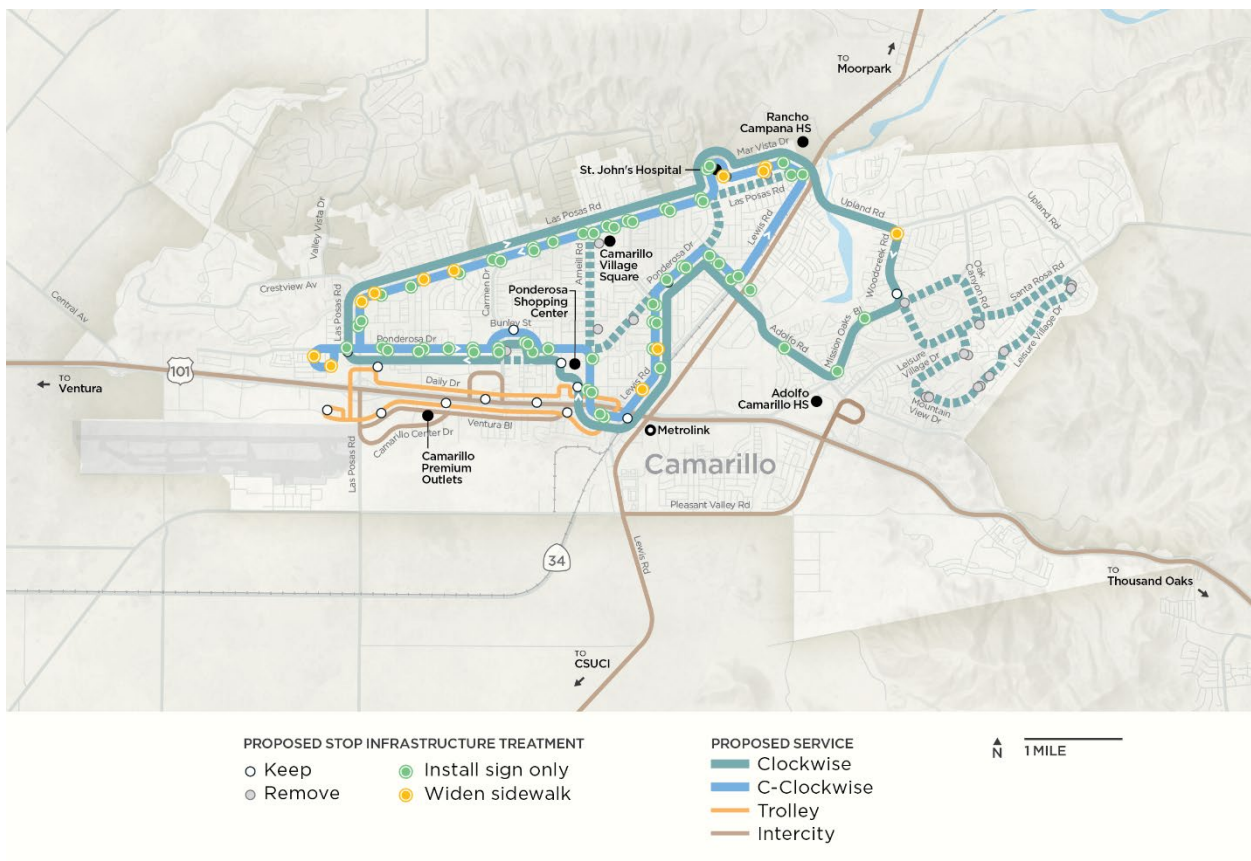 TO
Moorpark
Rancho
Campana HS
Mar Vista Dr
St. John's Hospital
Las Posas Rd
Las Posas Rd
Upland Rd
Upland Rd
Valley Vista Dr
Lewis Rd
Camarillo
Village
Square
Arneill Rd
Ponderosa Dr
Woodcreek Rd
Oak
Canyon Rd
Santa Rosa Rd
Crestview Av
Carmen Dr
Central Av
Las Posas Rd
Ponderosa
Shopping
Center
Burnley St
Ponderosa Dr
Mission Oaks Bl
Leisure Village Dr
Adolfo Rd
Leisure
Village Dr
101
TO
Ventura
Daily Dr
Lewis Rd
Mountain
View Dr
Adolfo
Camarillo HS
Ventura Bl
Camarillo Center Dr
Metrolink
Las Posas Rd
Camarillo
Premium
Outlets
Camarillo
Pleasant Valley Rd
34
Lewis Rd
TO
Thousand Oaks
TO
CSUCI
PROPOSED STOP INFRASTRUCTURE TREATMENT
Keep
Install sign only
Remove
Widen sidewalk
PROPOSED SERVICE
Clockwise
C-Clockwise
Trolley
Intercity
N
1 MILE